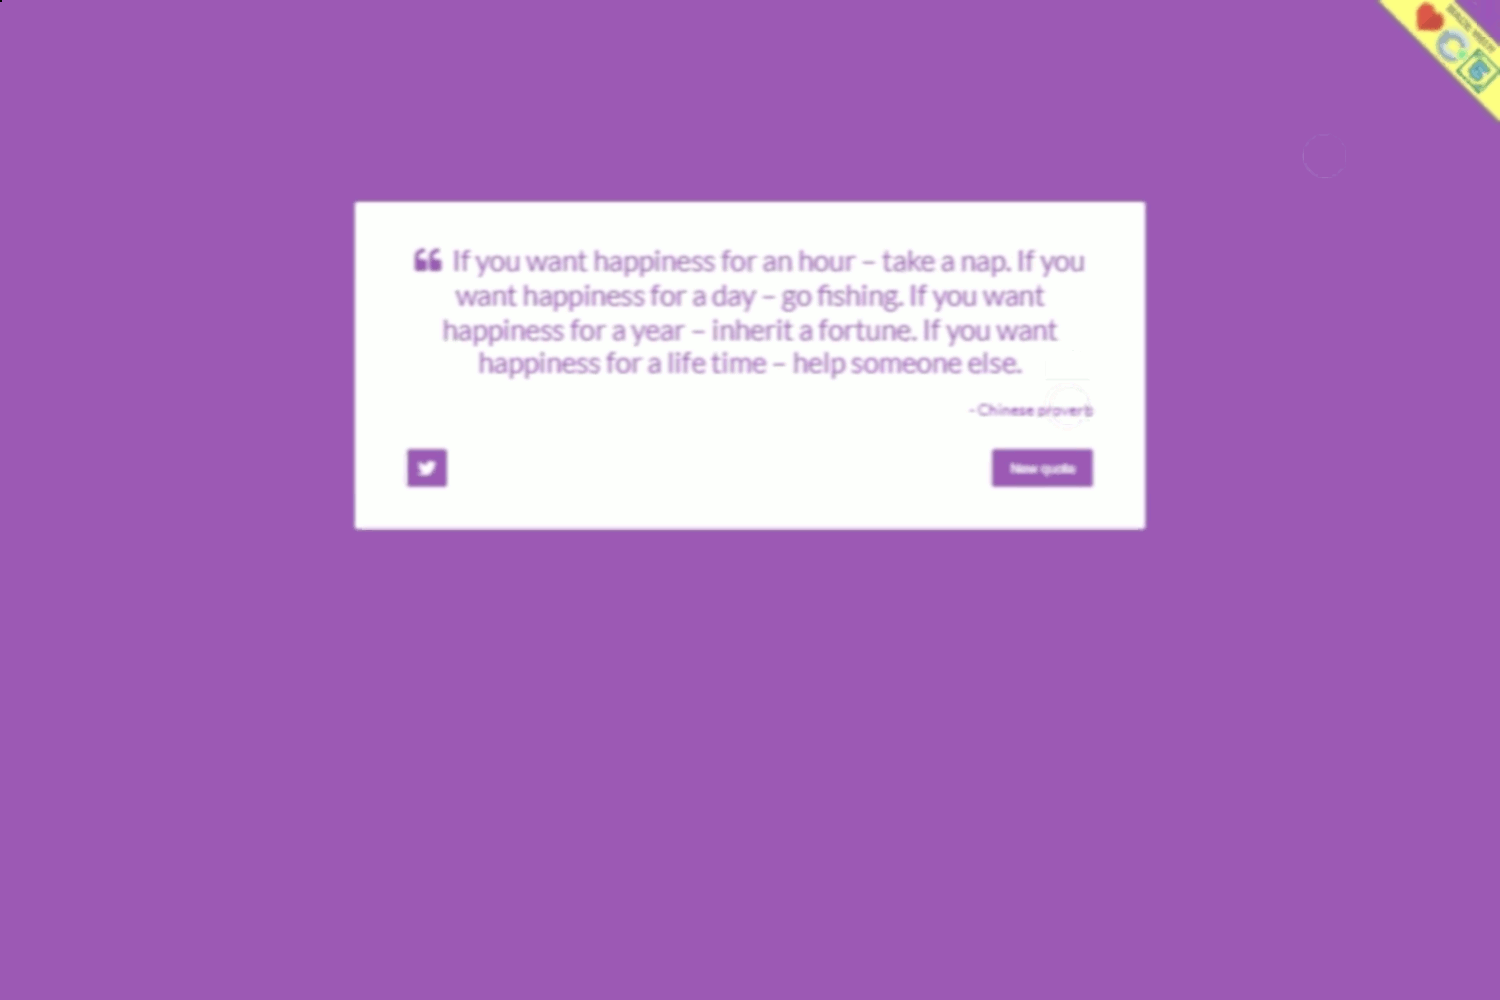 If you want happiness for an hour – take a nap. If you
want happiness for a day – go fishing. If you want
happiness for a year – inherit a fortune. If you want
happiness for a life time – help someone else.
- Chinese proverb
New quote